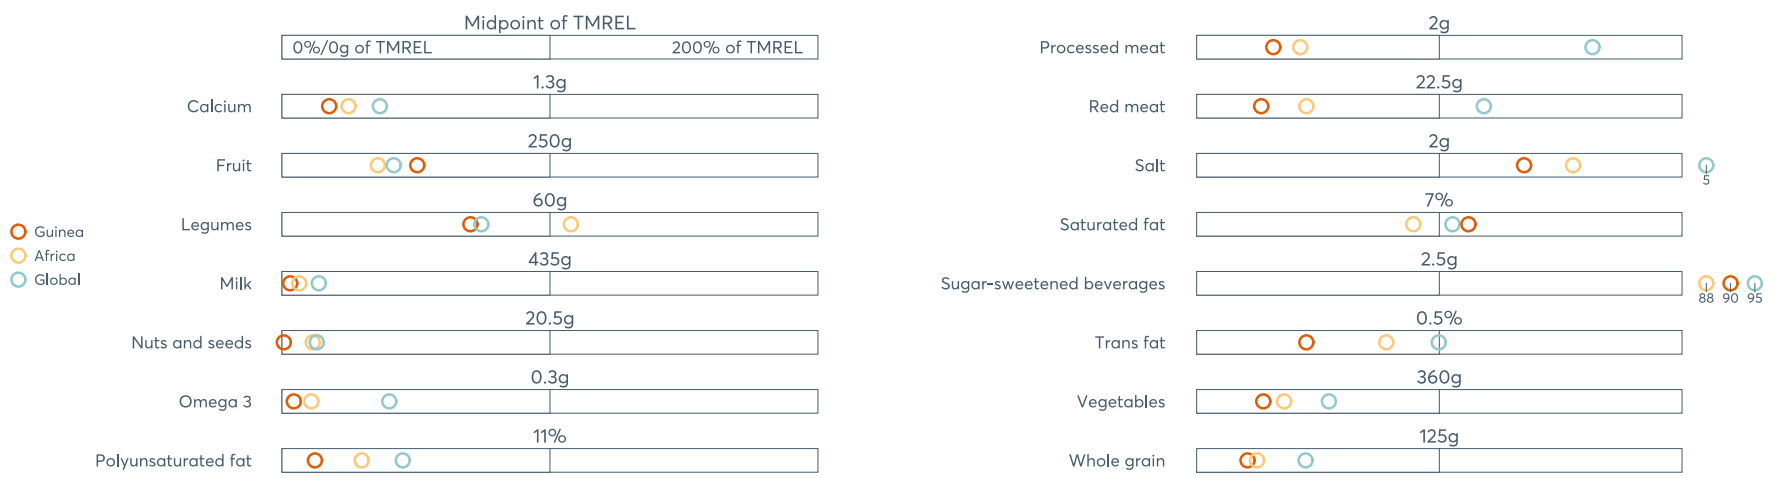 Midpoint of TMREL
0%/0g of TMREL
200% of TMREL
1.3g
Calcium
250g
Fruit
60g
Legumes
435g
Milk
20.5g
Nuts and seeds
0.3g
Omega 3
11%
Polyunsaturated fat
Guinea
Africa
Global
2g
Processed meat
22.5g
Red meat
2g
Salt
5
7%
Saturated fat
2.5g
Sugar-sweetened beverages
88 90 95
0.5%
Trans fat
360g
Vegetables
125g
Whole grain